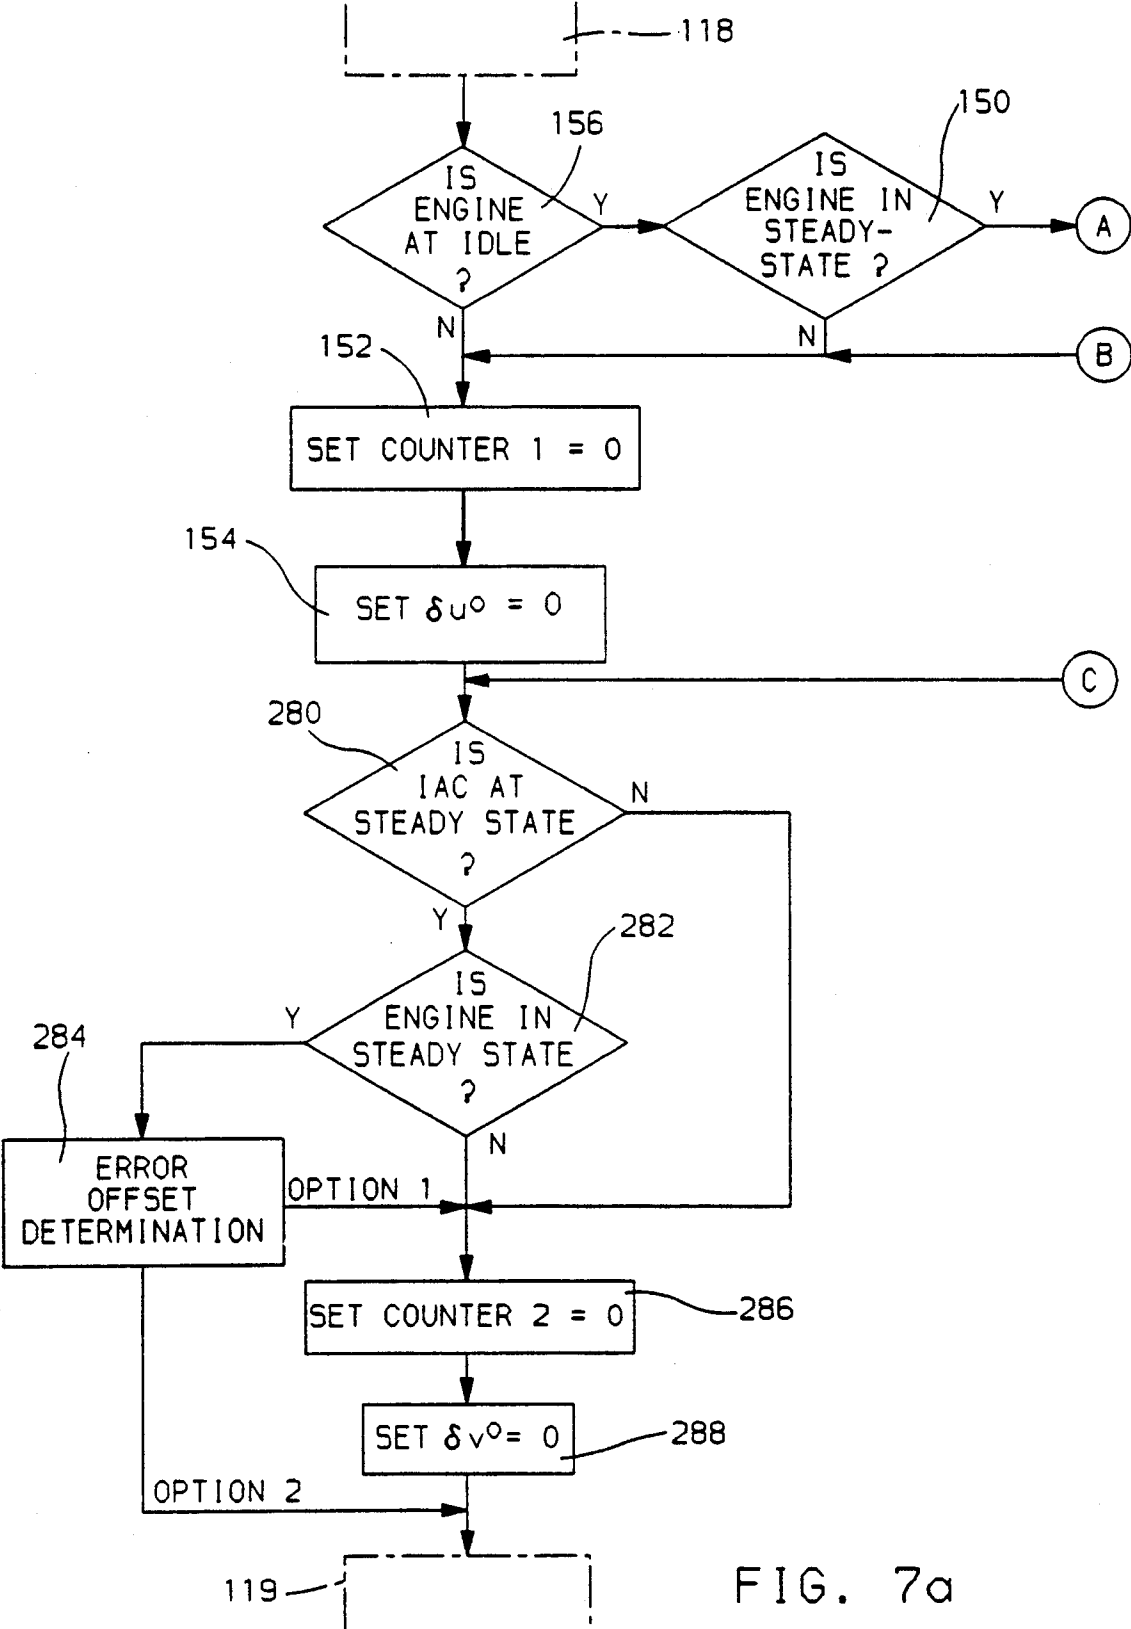 118
156
IS
ENGINE
AT IDLE
?
Y
N
150
IS
ENGINE IN
STEADY-
STATE ?
Y
A
N
B
152
SET COUNTER 1 = 0
154
SET δu° = 0
C
280
IS
IAC AT
STEADY STATE
?
N
Y
282
IS
ENGINE IN
STEADY STATE
?
Y
N
284
ERROR
OFFSET
DETERMINATION
OPTION 1
SET COUNTER 2 = 0
286
SET δv° = 0
288
OPTION 2
119
FIG. 7a